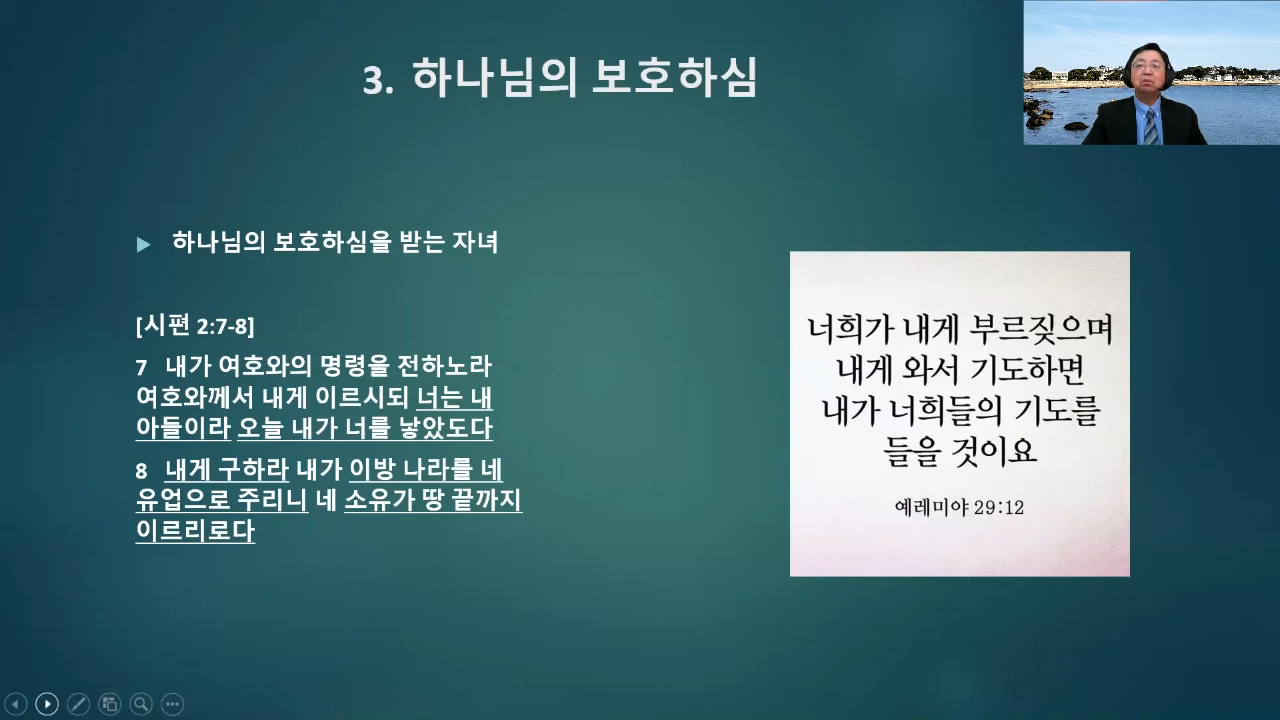 3. 하나님의 보호하심
하나님의 보호하심을 받는 자녀
[시편 2:7-8]
7 내가 여호와의 명령을 전하노라
여호와께서 내게 이르시되 너는 내
아들이라 오늘 내가 너를 낳았도다
8 내게 구하라 내가 이방 나라를 네
유업으로 주리니 네 소유가 땅 끝까지
이르리로다
너희가 내게 부르짖으며
내게 와서 기도하면
내가 너희들의 기도를
들을 것이요
예레미야 29:12